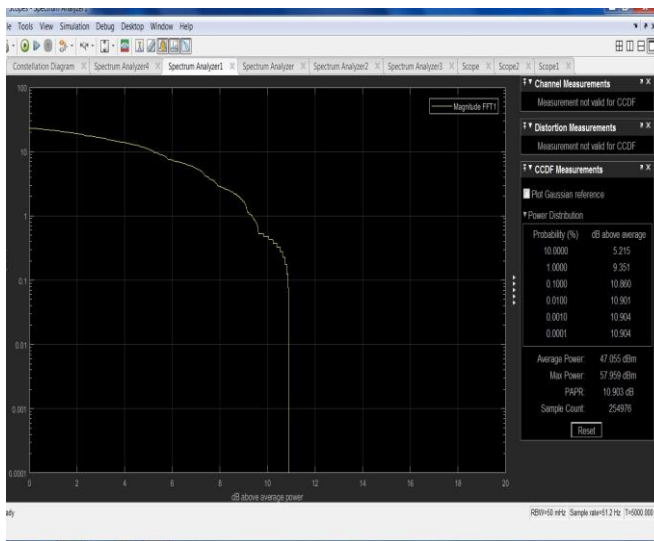 Scopes - Spectrum Analyzer1
Tools View Simulation Debug Desktop Window Help
Constellation Diagram Spectrum Analyzer4 Spectrum Analyzer1 Spectrum Analyzer Spectrum Analyzer2 Spectrum Analyzer3 Scope Scope2 Scope1
Magnitude FFT1
100
10
1
0.1
0.01
0.001
0.0001
0 2 4 6 8 10 12 14 16 18 20
dB above average power
Channel Measurements
Measurement not valid for CCDF
Distortion Measurements
Measurement not valid for CCDF
CCDF Measurements
Plot Gaussian reference
Power Distribution
Probability (%) dB above average
10.0000 5.215
1.0000 9.351
0.1000 10.860
0.0100 10.901
0.0010 10.904
0.0001 10.904
Average Power: 47.055 dBm
Max Power: 57.959 dBm
PAPR: 10.903 dB
Sample Count: 254976
Reset
RBW=50 mHz Sample rate=51.2 Hz T=5000.000